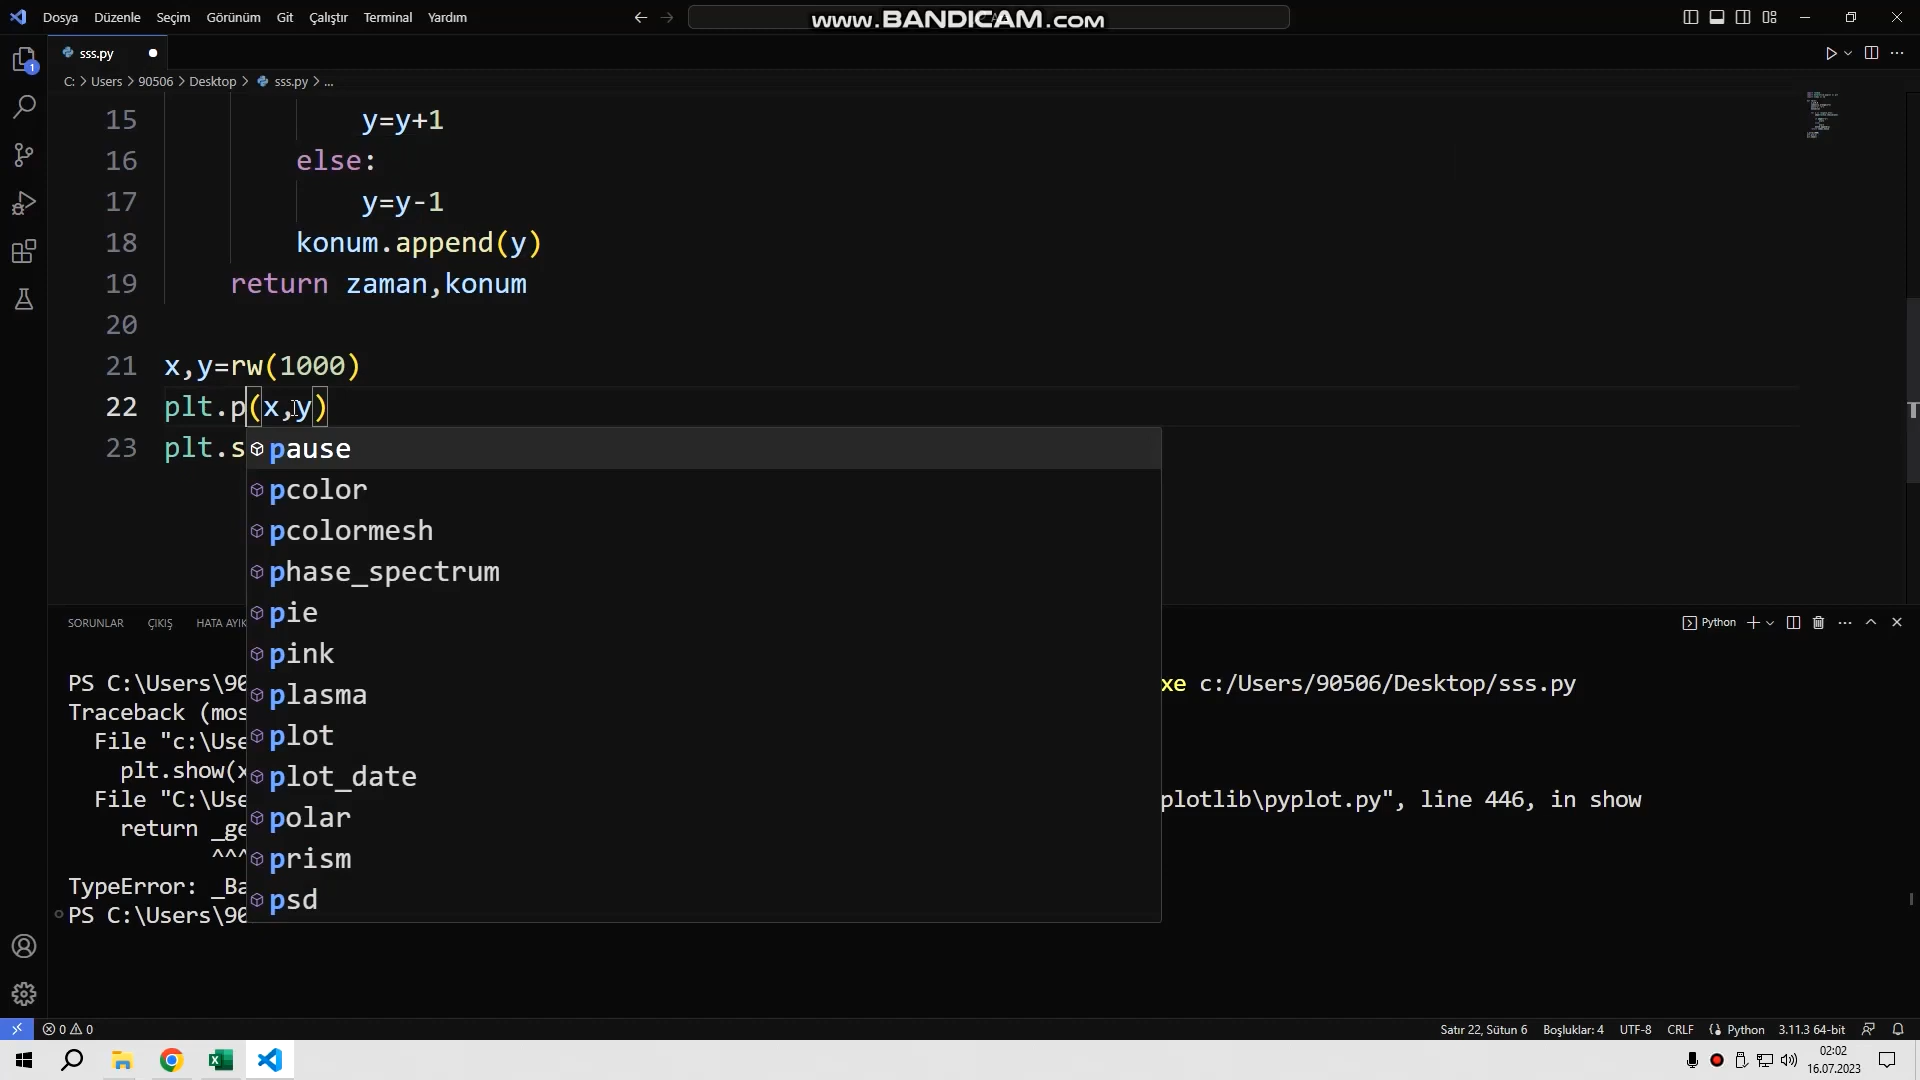 Dosya Düzenle Seçim Görünüm Git Çalıştır Terminal Yardım
www.BANDICAM.com
sss.py
C: > Users > 90506 > Desktop > sss.py > ...
15 y=y+1
16 else:
17 y=y-1
18 konum.append(y)
19 return zaman,konum
20
21 x,y=rw(1000)
22 plt.p(x,y)
23 plt.s
pause
pcolor
pcolormesh
phase_spectrum
pie
pink
plasma
plot
plot_date
polar
prism
psd
SORUNLAR ÇIKIŞ HATA AYIK
Python
PS C:\Users\90 xe c:/Users/90506/Desktop/sss.py
Traceback (mos
File "c:\Use
plt.show(x
File "C:\Use plotlib\pyplot.py", line 446, in show
return _ge
^^^
TypeError: _Ba
PS C:\Users\90
0 0
Satır 22, Sütun 6 Boşluklar: 4 UTF-8 CRLF Python 3.11.3 64-bit
02:02
16.07.2023